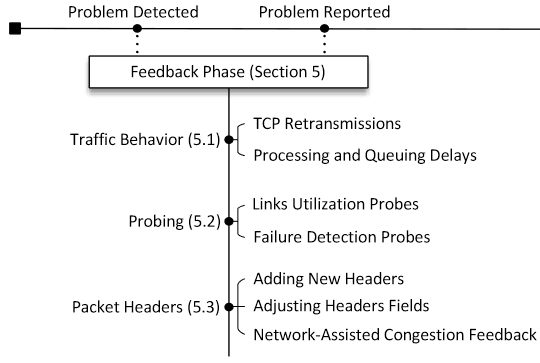 Problem Detected
Problem Reported
Feedback Phase (Section 5)
Traffic Behavior (5.1)
TCP Retransmissions
Processing and Queuing Delays
Probing (5.2)
Links Utilization Probes
Failure Detection Probes
Packet Headers (5.3)
Adding New Headers
Adjusting Headers Fields
Network-Assisted Congestion Feedback